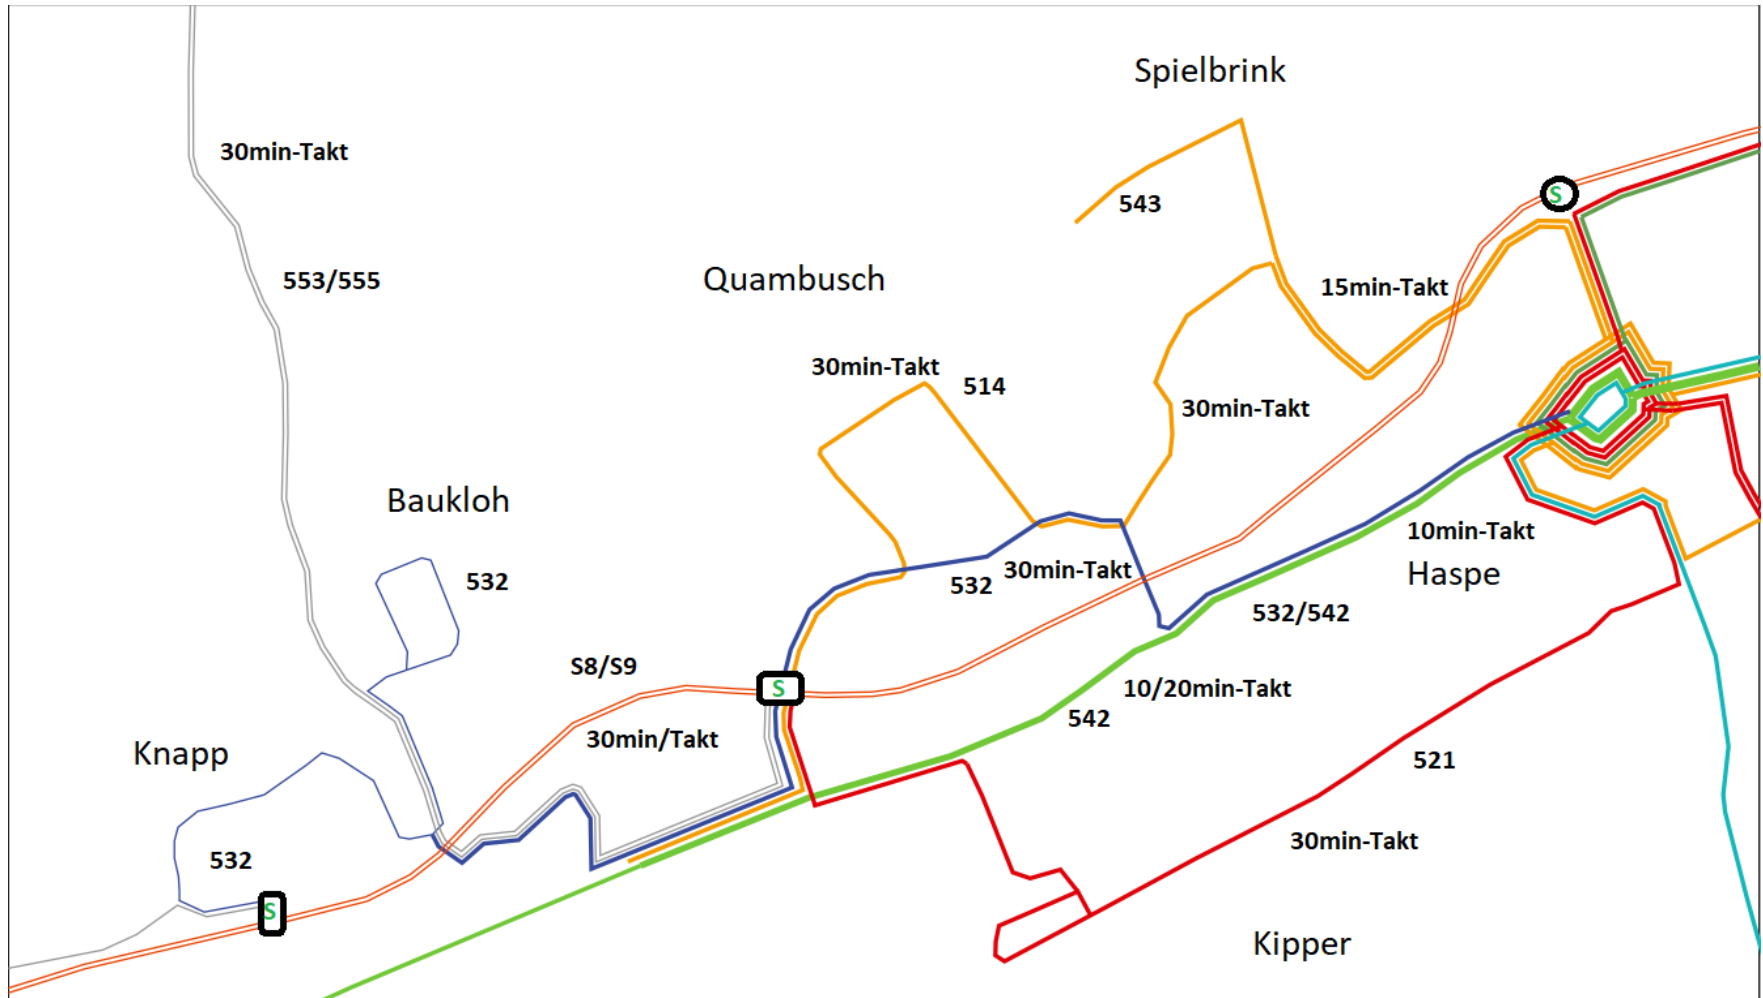 Spielbrink
30min-Takt
543
S
553/555
Quambusch
15min-Takt
30min-Takt
514
30min-Takt
Baukloh
10min-Takt
532
532
30min-Takt
Haspe
532/542
S8/S9
S
10/20min-Takt
542
30min/Takt
Knapp
521
30min-Takt
532
S
Kipper